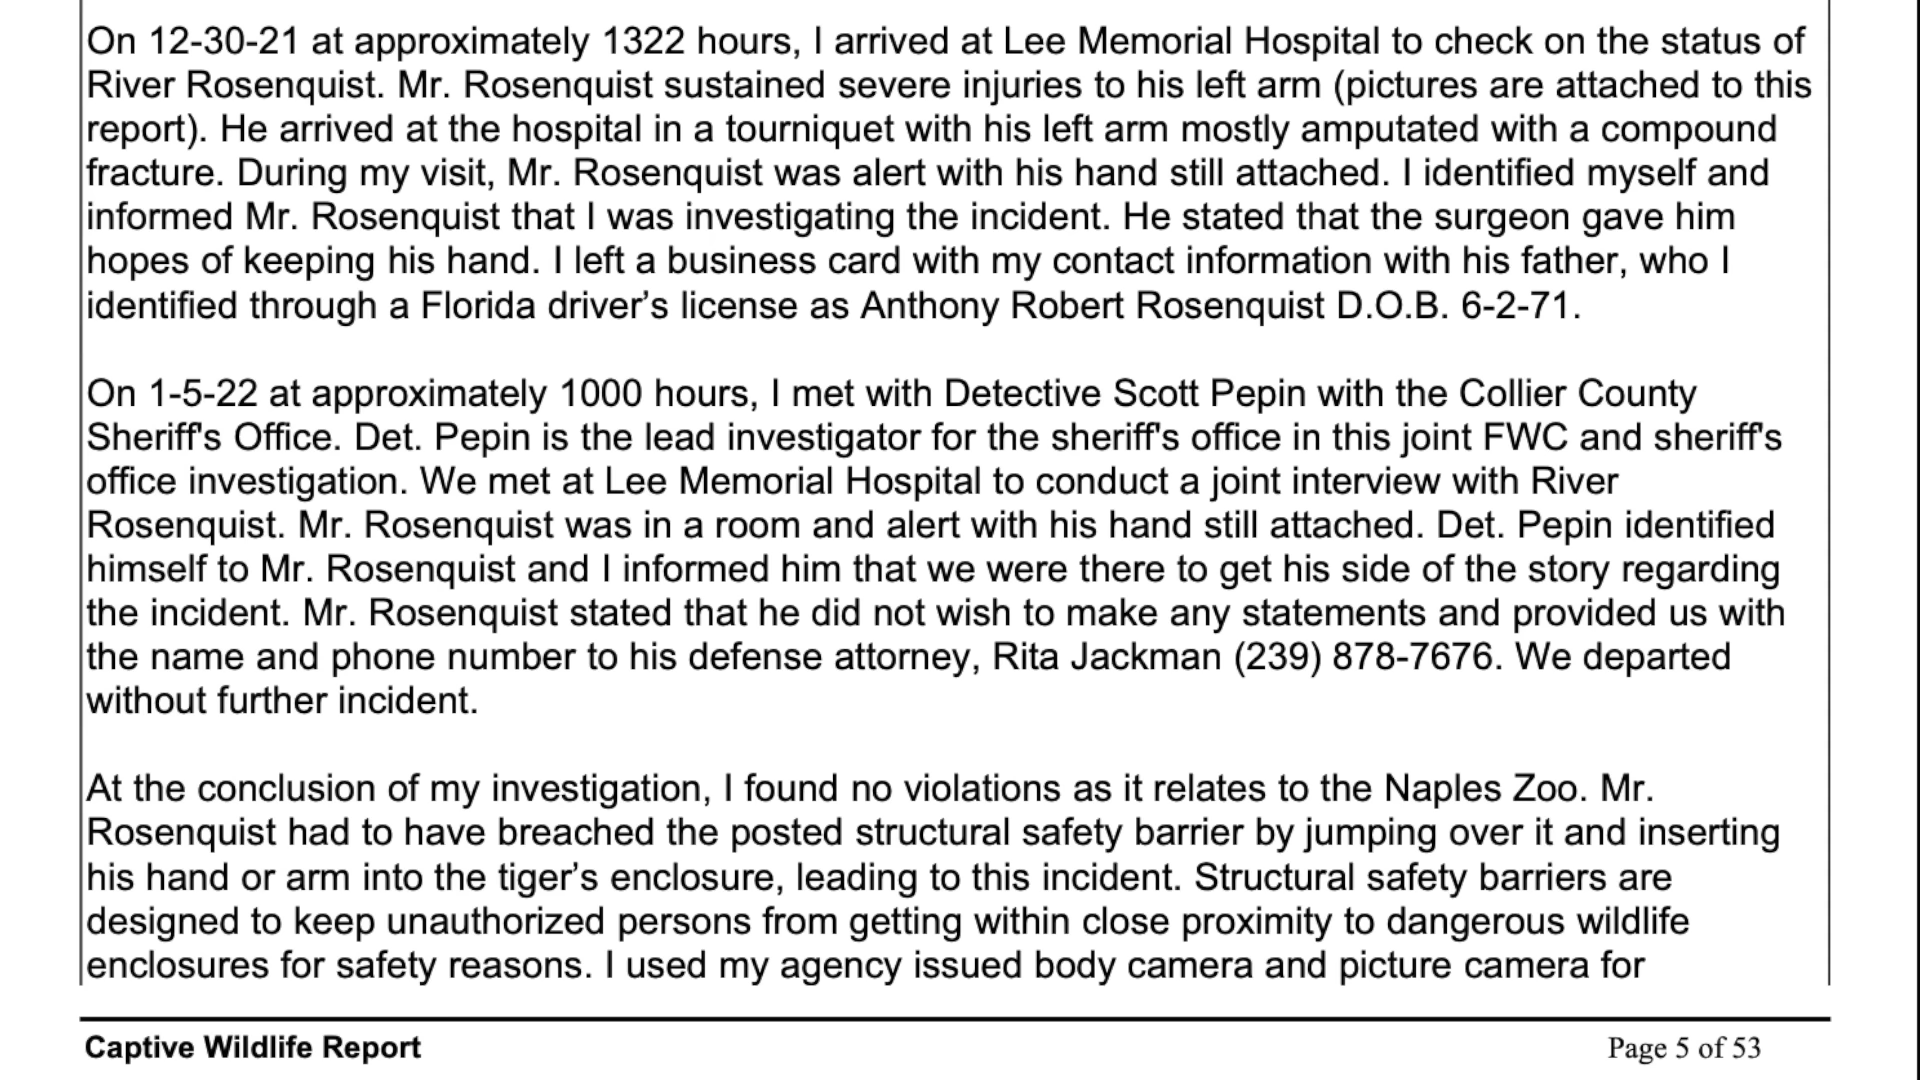 On 12-30-21 at approximately 1322 hours, I arrived at Lee Memorial Hospital to check on the status of
River Rosenquist. Mr. Rosenquist sustained severe injuries to his left arm (pictures are attached to this
report). He arrived at the hospital in a tourniquet with his left arm mostly amputated with a compound
fracture. During my visit, Mr. Rosenquist was alert with his hand still attached. I identified myself and
informed Mr. Rosenquist that I was investigating the incident. He stated that the surgeon gave him
hopes of keeping his hand. I left a business card with my contact information with his father, who I
identified through a Florida driver’s license as Anthony Robert Rosenquist D.O.B. 6-2-71.
On 1-5-22 at approximately 1000 hours, I met with Detective Scott Pepin with the Collier County
Sheriff's Office. Det. Pepin is the lead investigator for the sheriff's office in this joint FWC and sheriff's
office investigation. We met at Lee Memorial Hospital to conduct a joint interview with River
Rosenquist. Mr. Rosenquist was in a room and alert with his hand still attached. Det. Pepin identified
himself to Mr. Rosenquist and I informed him that we were there to get his side of the story regarding
the incident. Mr. Rosenquist stated that he did not wish to make any statements and provided us with
the name and phone number to his defense attorney, Rita Jackman (239) 878-7676. We departed
without further incident.
At the conclusion of my investigation, I found no violations as it relates to the Naples Zoo. Mr.
Rosenquist had to have breached the posted structural safety barrier by jumping over it and inserting
his hand or arm into the tiger’s enclosure, leading to this incident. Structural safety barriers are
designed to keep unauthorized persons from getting within close proximity to dangerous wildlife
enclosures for safety reasons. I used my agency issued body camera and picture camera for
Captive Wildlife Report
Page 5 of 53